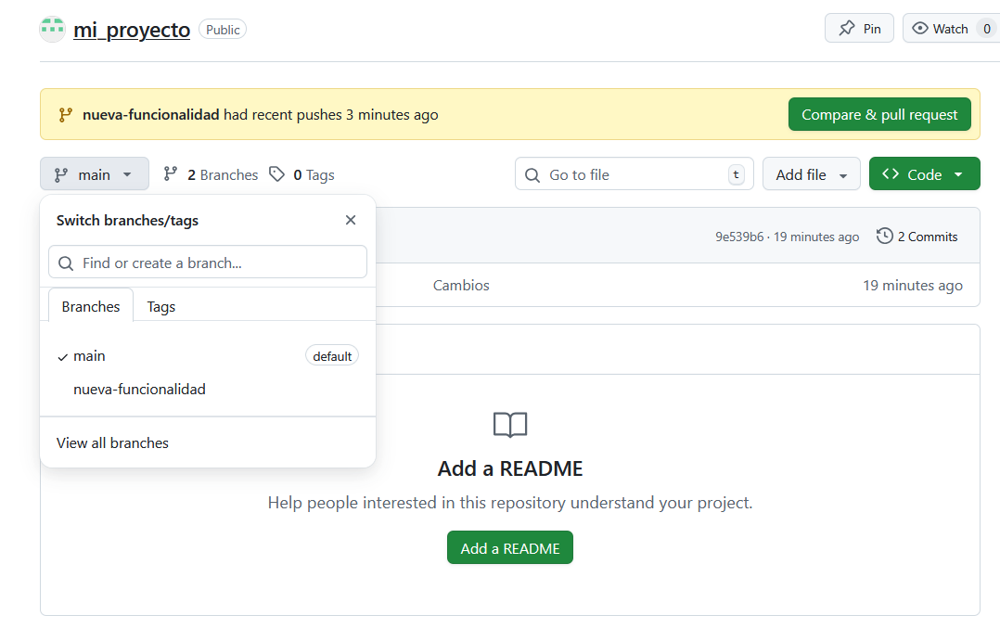 mi_proyecto Public Pin Watch 0
nueva-funcionalidad had recent pushes 3 minutes ago Compare & pull request
main 2 Branches 0 Tags Go to file t Add file Code
Switch branches/tags
9e539b6 · 19 minutes ago 2 Commits
Find or create a branch...
Cambios 19 minutes ago
Branches Tags
main default
nueva-funcionalidad
View all branches
Add a README
Help people interested in this repository understand your project.
Add a README